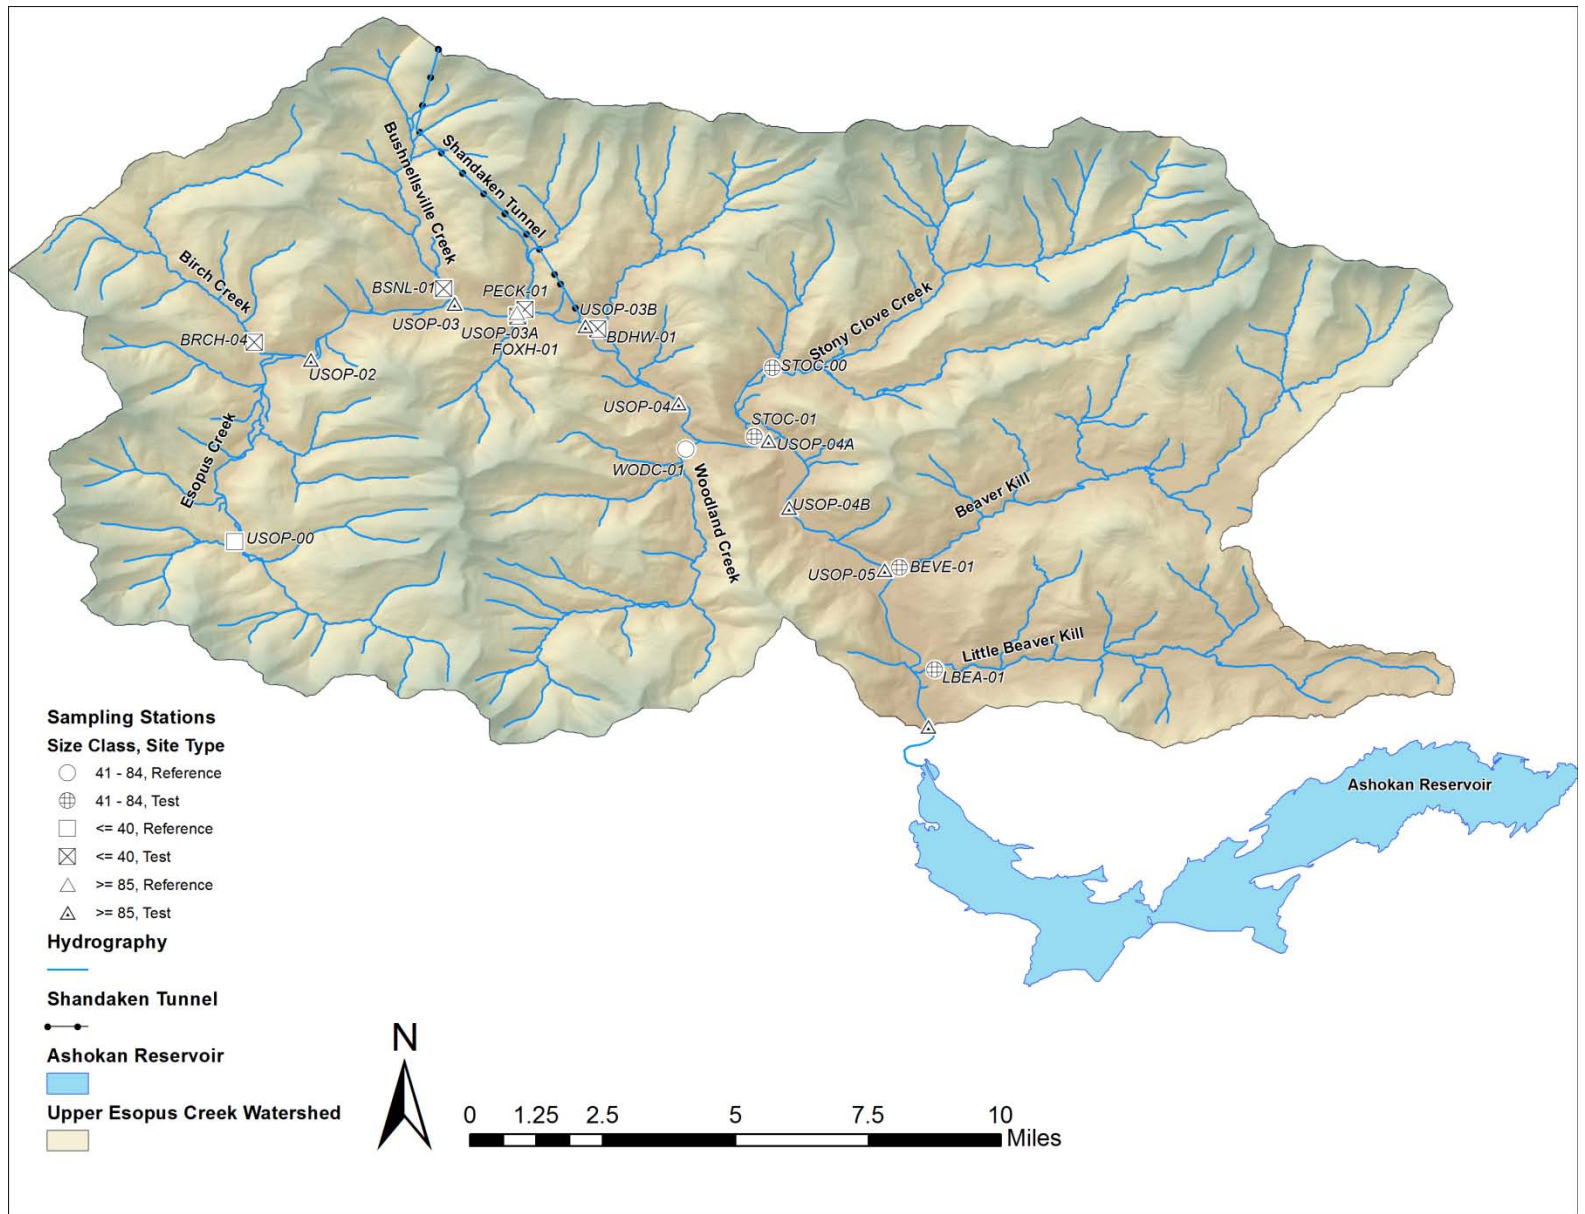 Bushnellsville Creek
Shandaken Tunnel
Birch Creek
BSNL-01
PECK-01
USOP-03B
USOP-03
USOP-03A
BDHW-01
FOXH-01
BRCH-04
USOP-02
Stony Clove Creek
STOC-00
USOP-04
STOC-01
USOP-04A
Esopus Creek
WODC-01
Woodland Creek
Beaver Kill
USOP-04B
USOP-00
USOP-05
BEVE-01
Little Beaver Kill
LBEA-01
Ashokan Reservoir
Sampling Stations
Size Class, Site Type
41 - 84, Reference
41 - 84, Test
<= 40, Reference
<= 40, Test
>= 85, Reference
>= 85, Test
Hydrography
Shandaken Tunnel
Ashokan Reservoir
Upper Esopus Creek Watershed
N
0 1.25 2.5 5 7.5 10
Miles